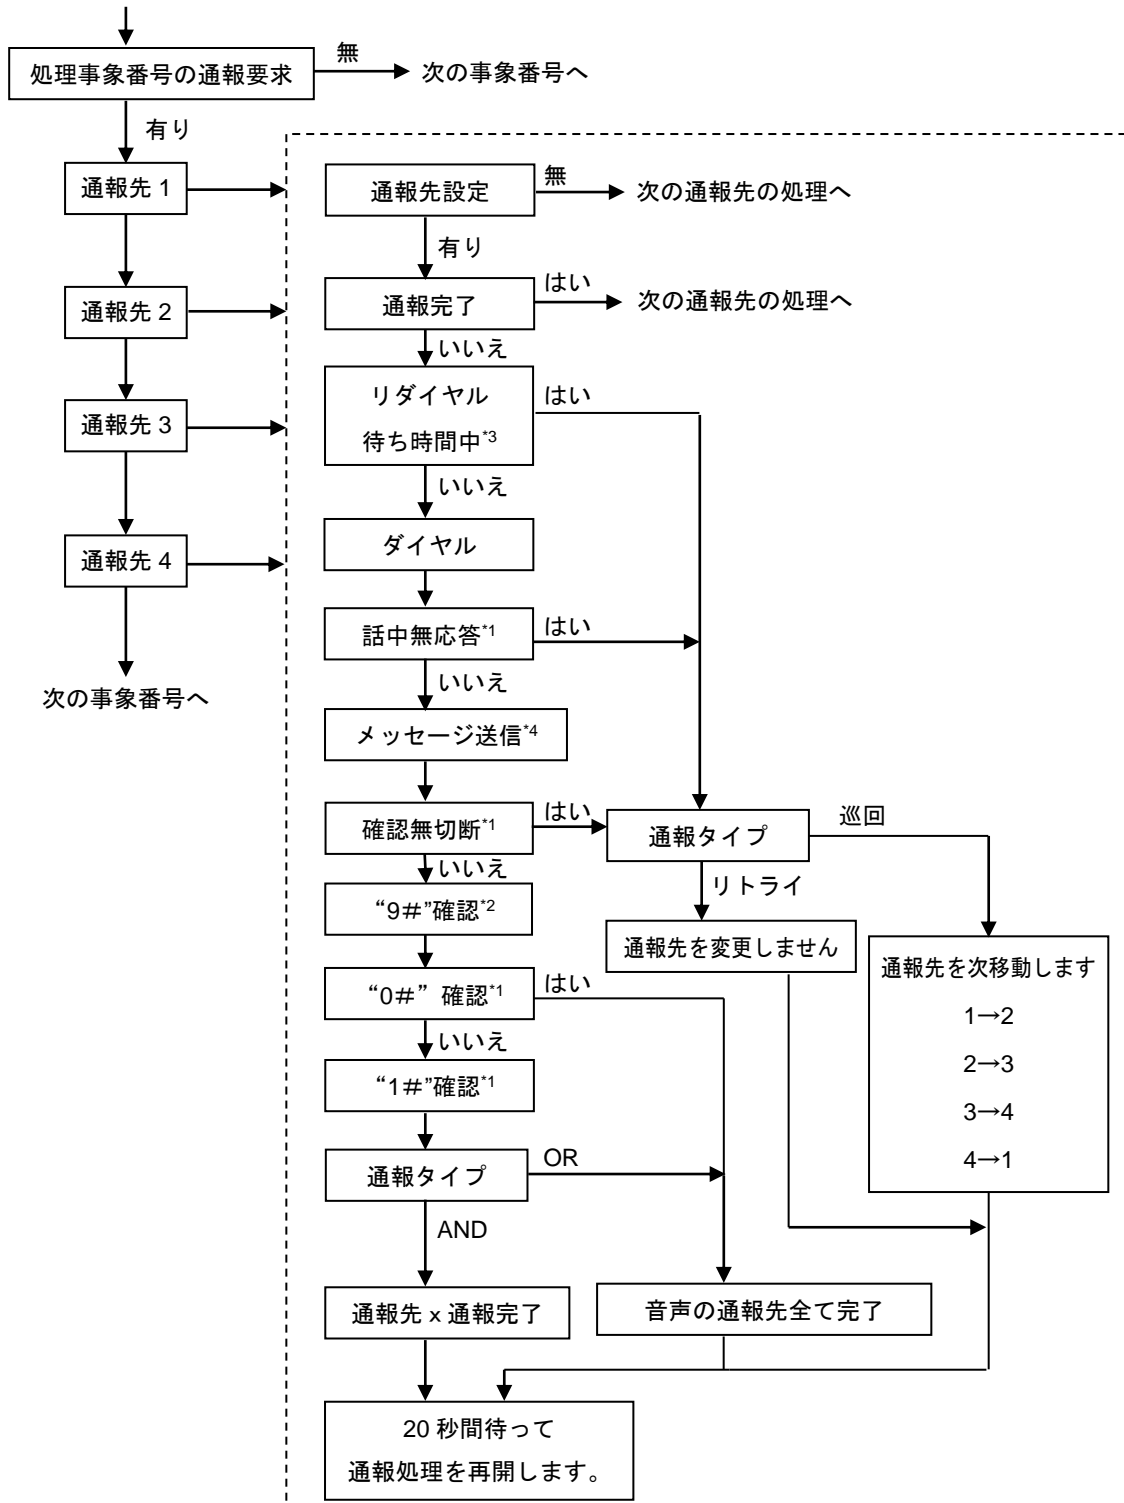 処理事象番号の通報要求
無
次の事象番号へ
有り
通報先 1
通報先 2
通報先 3
通報先 4
次の事象番号へ
通報先設定
無
次の通報先の処理へ
有り
通報完了
はい
次の通報先の処理へ
いいえ
リダイヤル
待ち時間中*3
はい
いいえ
ダイヤル
話中無応答*1
はい
いいえ
メッセージ送信*4
確認無切断*1
はい
通報タイプ
巡回
いいえ
リトライ
“9#”確認*2
通報先を変更しません
通報先を次移動します
1→2
2→3
3→4
4→1
“0#” 確認*1
はい
いいえ
“1#”確認*1
通報タイプ
OR
AND
通報先 x 通報完了
音声の通報先全て完了
20 秒間待って
通報処理を再開します。